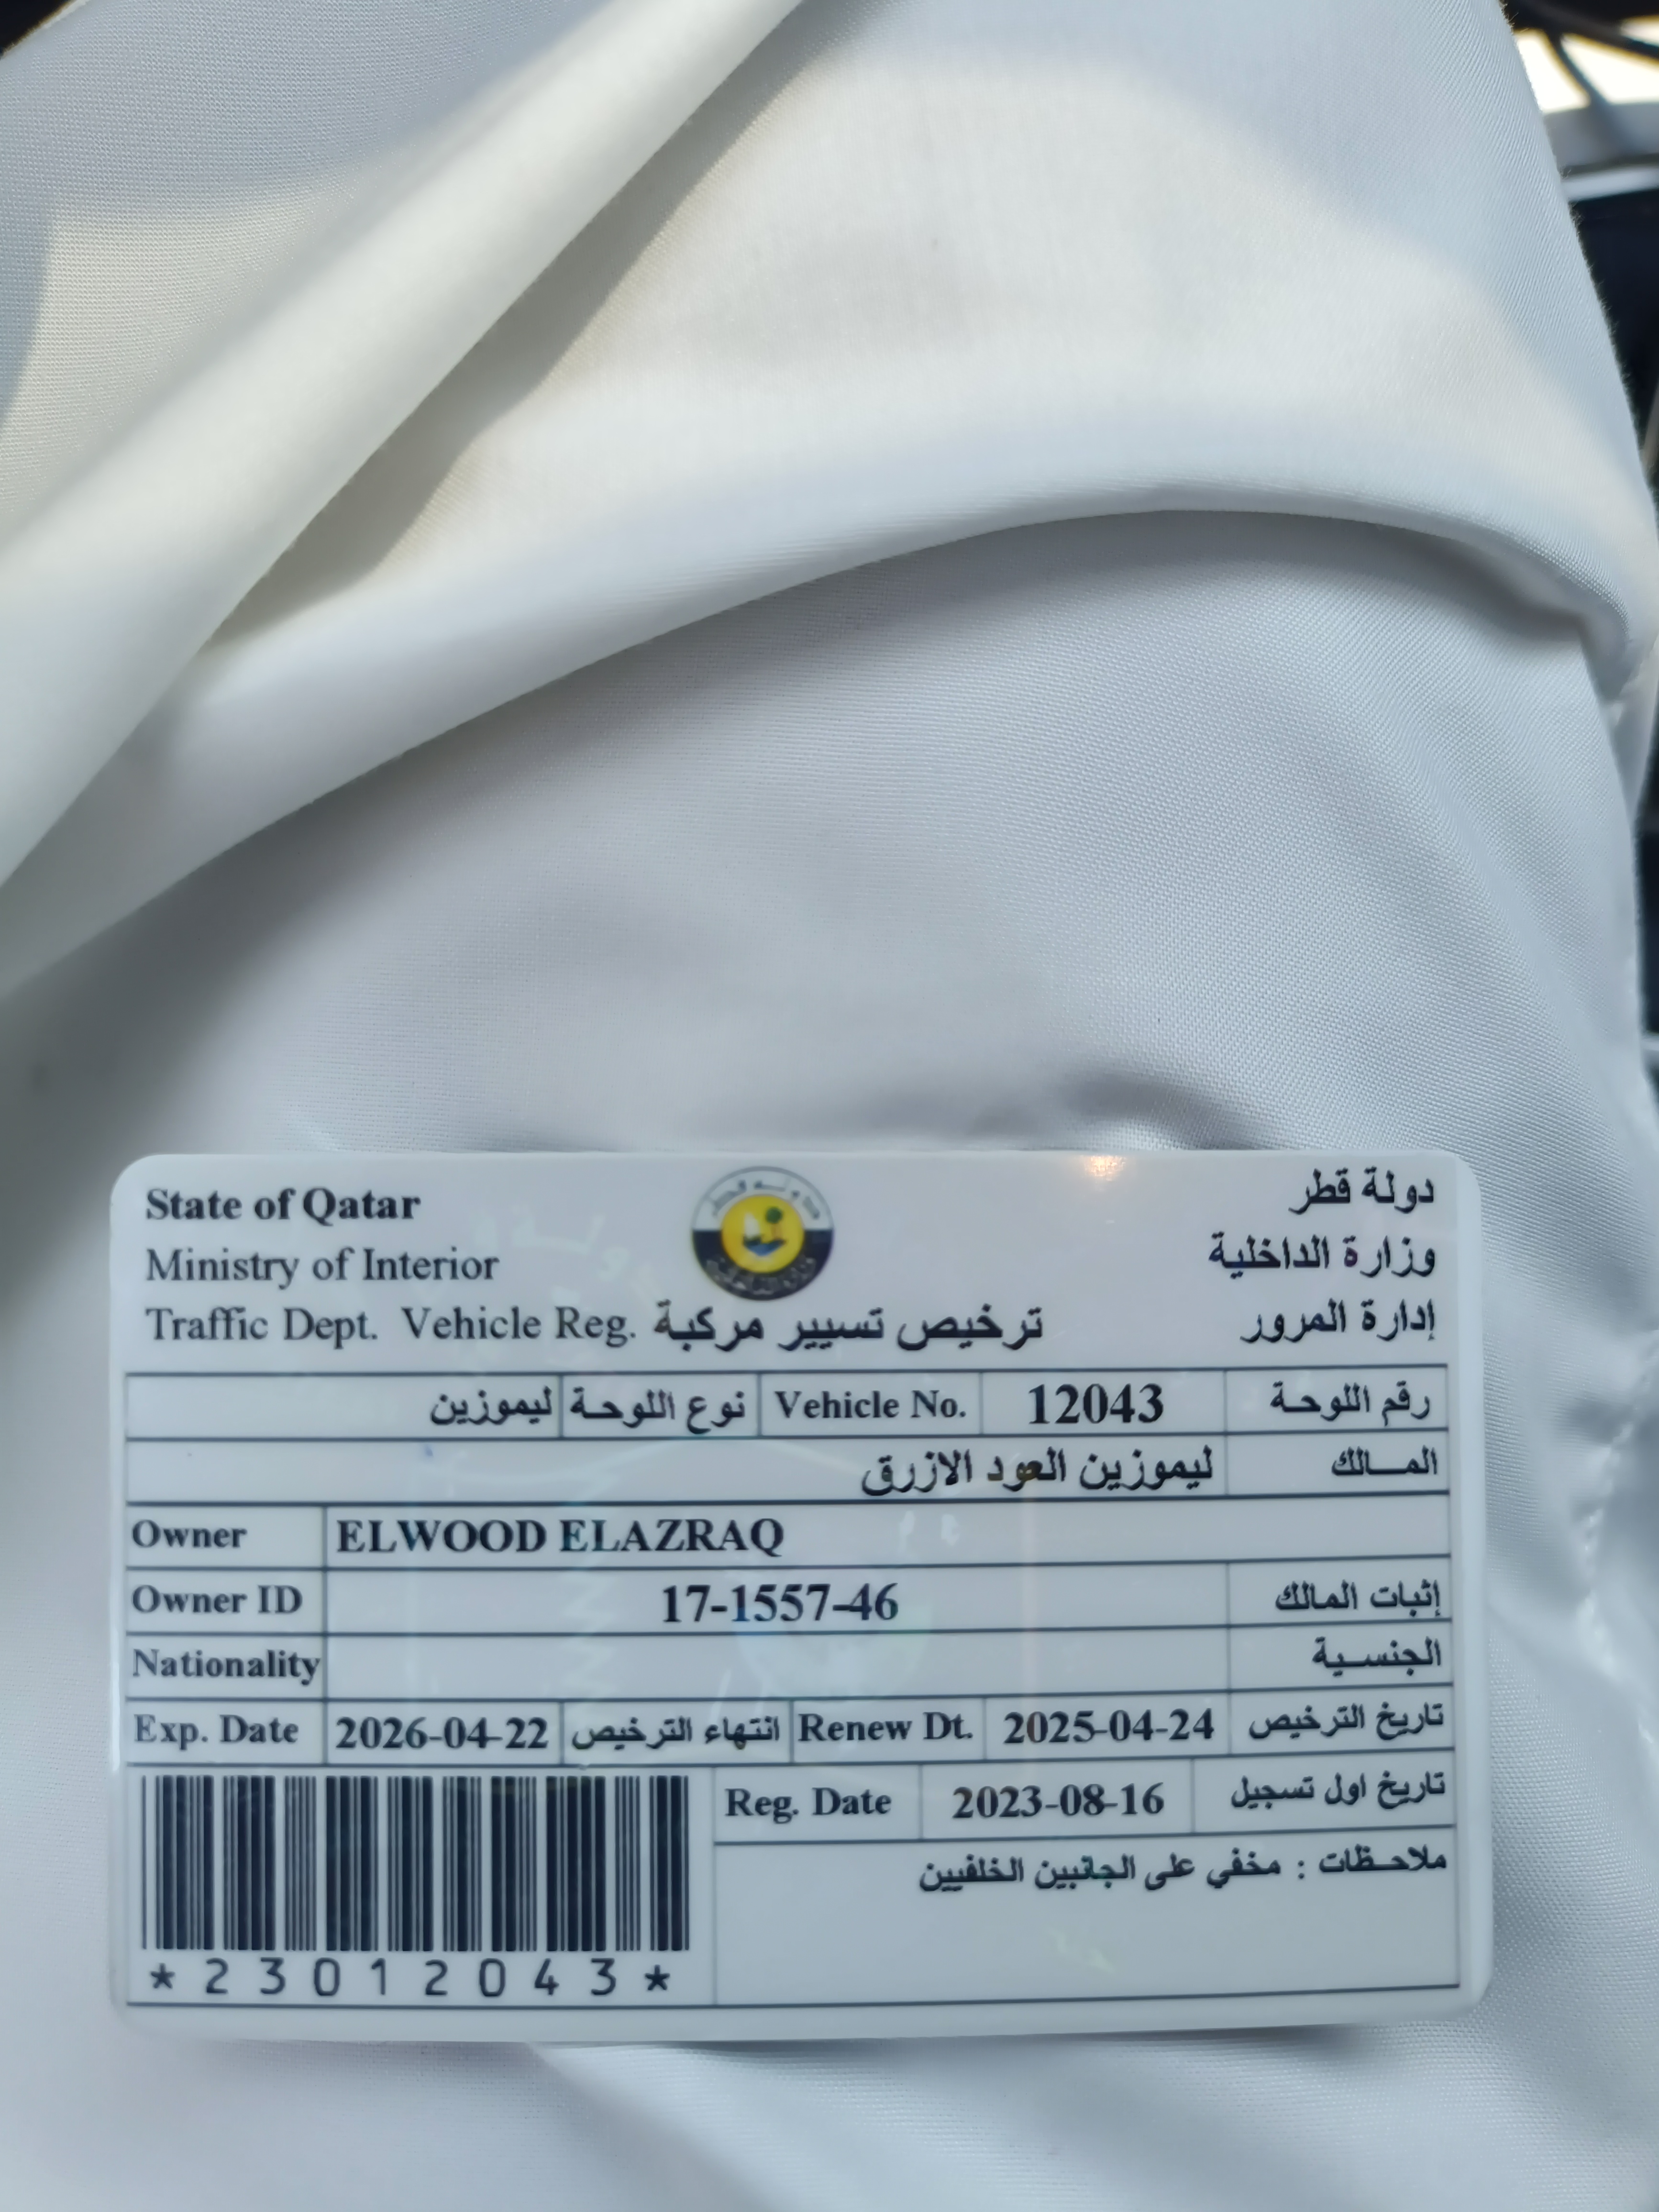 State of Qatar
دولة قطر
Ministry of Interior
وزارة الداخلية
Traffic Dept. Vehicle Reg. ترخيص تسيير مركبة
إدارة المرور
رقم اللوحة 12043 Vehicle No. نوع اللوحة ليموزين
المالك ليموزين العود الازرق
Owner ELWOOD ELAZRAQ
Owner ID 17-1557-46 إثبات المالك
Nationality الجنسية
Exp. Date 2026-04-22 انتهاء الترخيص Renew Dt. 2025-04-24 تاريخ الترخيص
Reg. Date 2023-08-16 تاريخ اول تسجيل
ملاحظات : مخفي على الجانبين الخلفيين
*23012043*